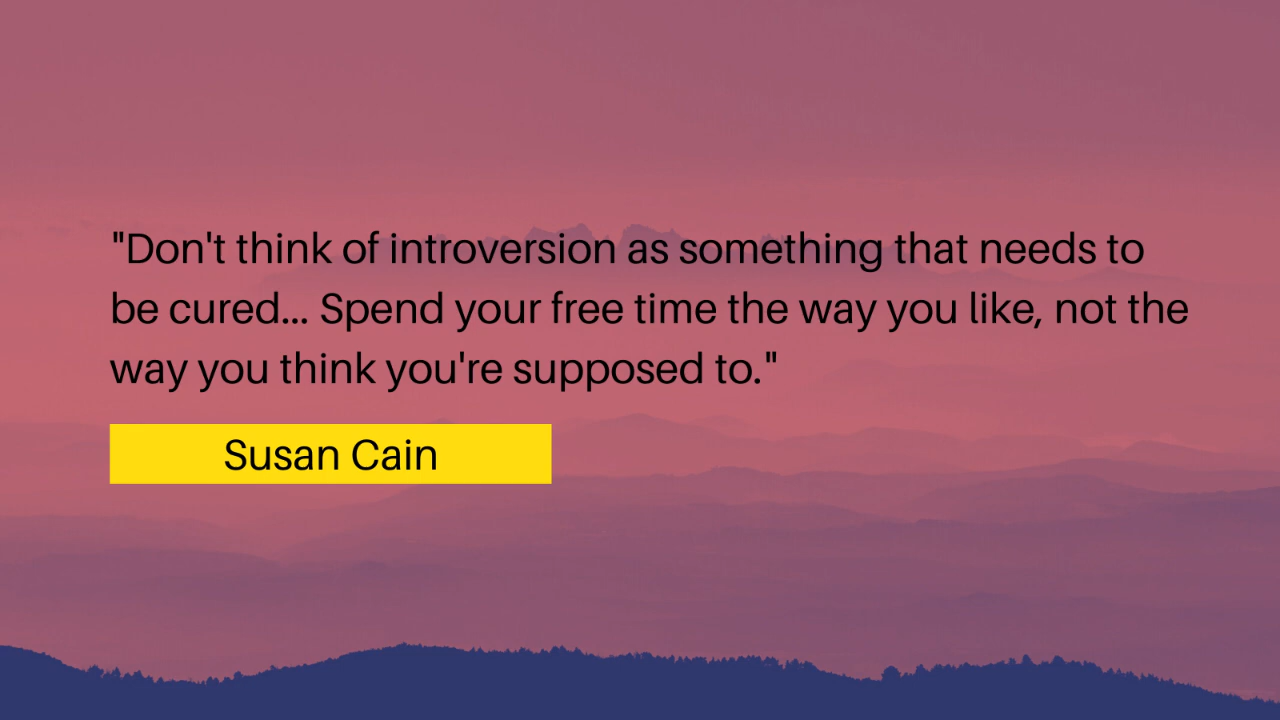 "Don't think of introversion as something that needs to
be cured... Spend your free time the way you like, not the
way you think you're supposed to."
Susan Cain